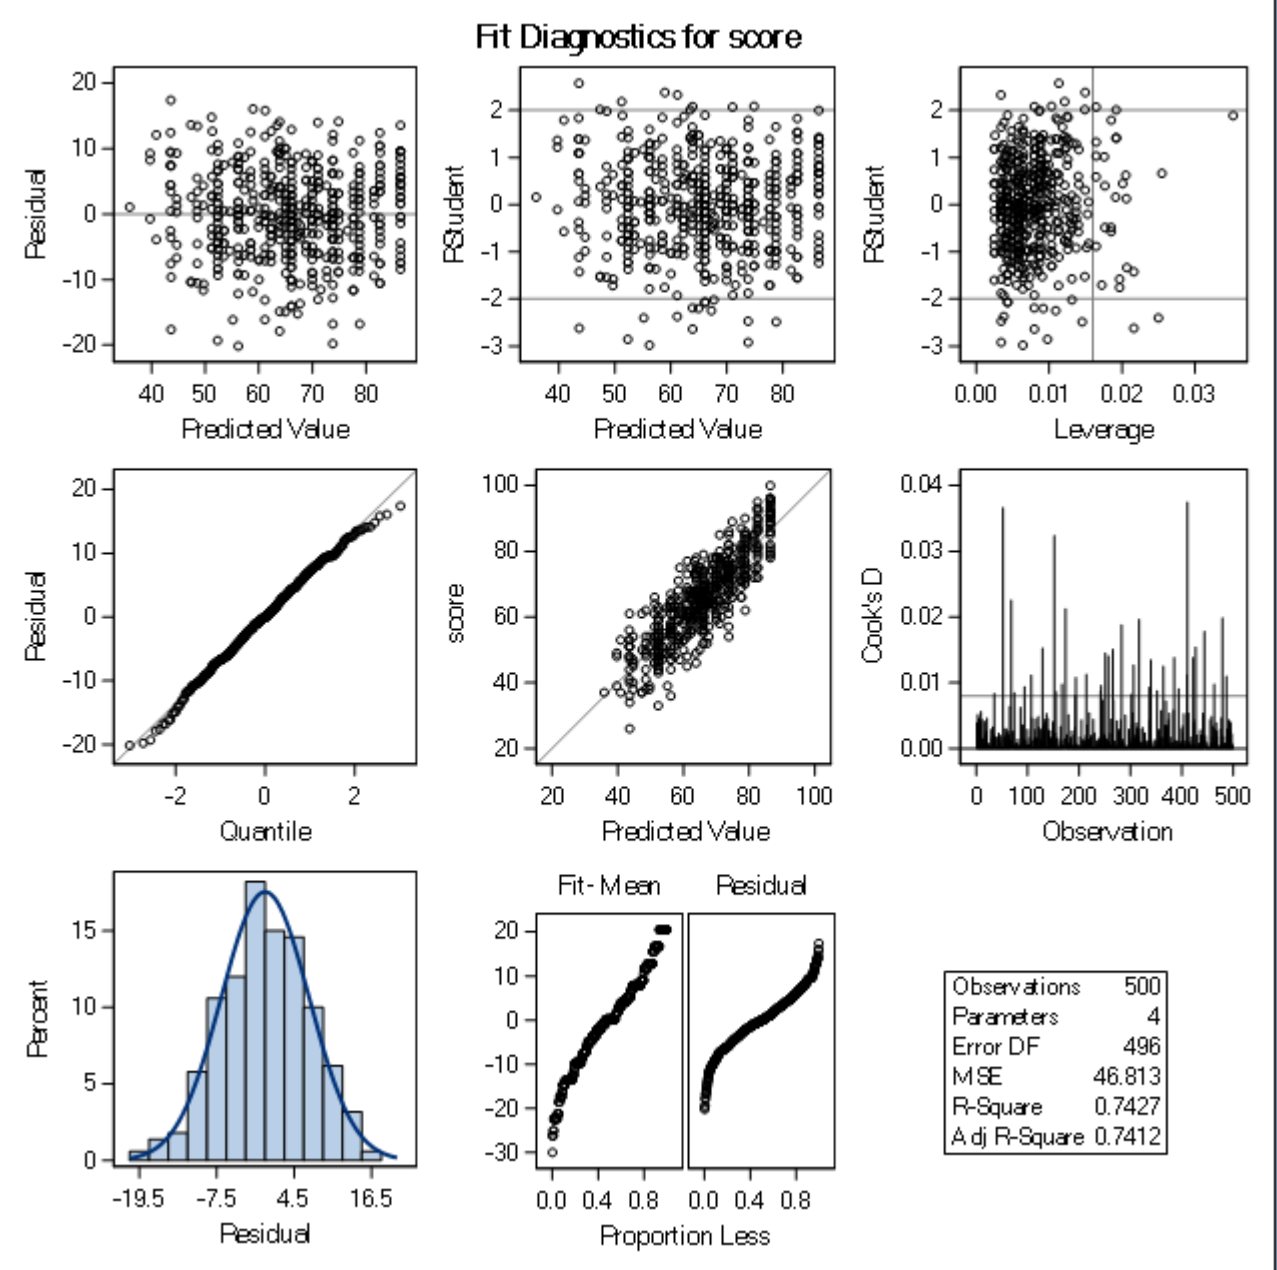 Fit Diagnostics for score
20
10
0
-10
-20
Residual
40 50 60 70 80
Predicted Value
2
1
0
-1
-2
-3
RStudent
40 50 60 70 80
Predicted Value
2
1
0
-1
-2
-3
RStudent
0.00 0.01 0.02 0.03
Leverage
20
10
0
-10
-20
Residual
-2 0 2
Quantile
100
80
60
40
20
score
20 40 60 80 100
Predicted Value
0.04
0.03
0.02
0.01
0.00
Cook's D
0 100 200 300 400 500
Observation
15
10
5
0
Percent
-19.5 -7.5 4.5 16.5
Residual
Fit-Mean Residual
20
10
0
-10
-20
-30
0.0 0.4 0.8 0.0 0.4 0.8
Proportion Less
Observations 500
Parameters 4
Error DF 496
MSE 46.813
R-Square 0.7427
Adj R-Square 0.7412